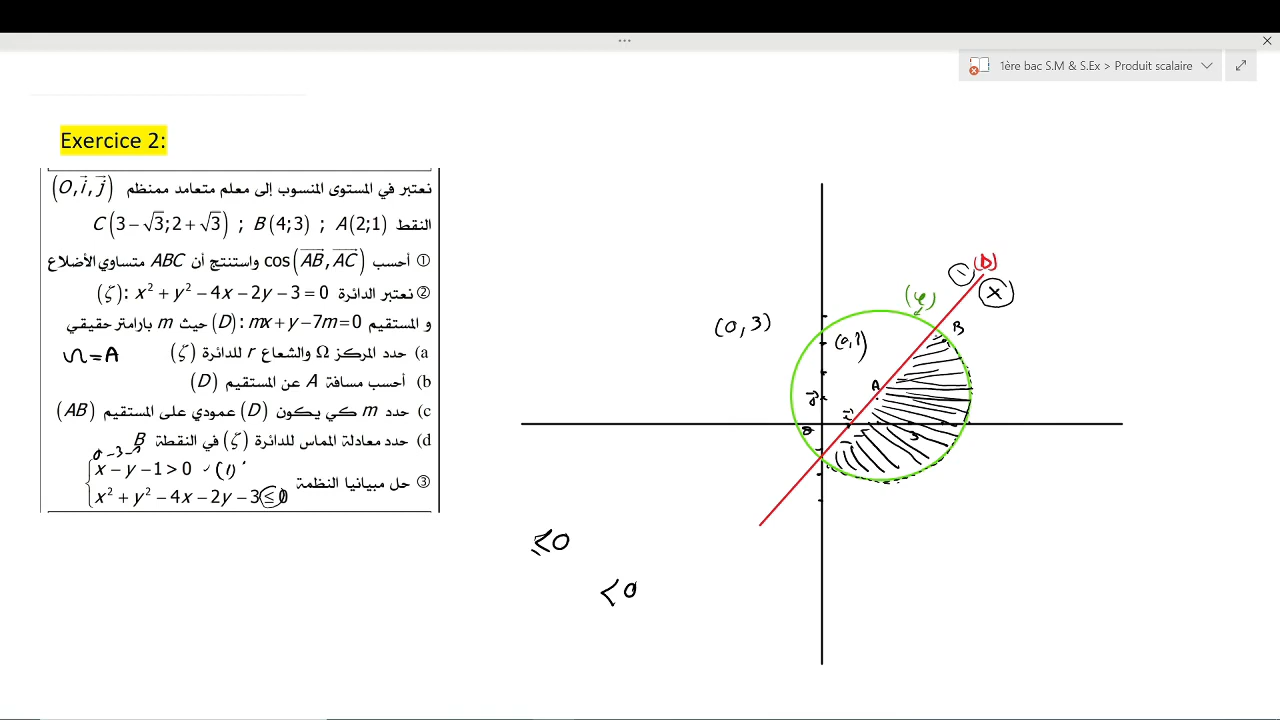 1ère bac S.M & S.Ex > Produit scalaire
Exercice 2:
نعتبر في المستوى المنسوب إلى معلم متعامد ممنظم (O,i⃗,j⃗)
النقط A(2;1) ; B(4;3) ; C(3−√3;2+√3)
① أحسب cos(AB⃗,AC⃗) واستنتج أن ABC متساوي الأضلاع
② نعتبر الدائرة (ζ): x² + y² − 4x − 2y − 3 = 0
و المستقيم (D): mx + y − 7m = 0 حيث m بارامتر حقيقي
a) حدد المركز Ω والشعاع r للدائرة (ζ)
Ω = A
b) أحسب مسافة A عن المستقيم (D)
c) حدد m كي يكون (D) عمودي على المستقيم (AB)
d) حدد معادلة المماس للدائرة (ζ) في النقطة B
0 − 3 −
③ حل مبيانيا النظمة
x − y − 1 > 0 (1)
x² + y² − 4x − 2y − 3 ≤ 0
(D)
−
+
(φ)
B
(0, 3)
(0,1)
A
≤0
<0